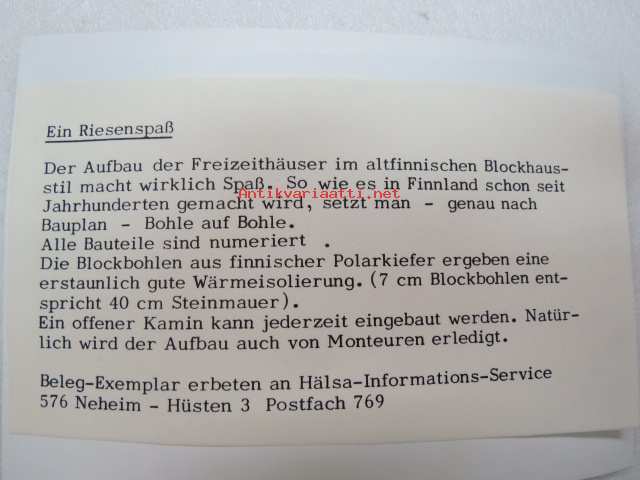 Ein Riesenspaß
Der Aufbau der Freizeithäuser im altfinnischen Blockhaus-
stil macht wirklich Spaß. So wie es in Finnland schon seit
Antikvariaatti.net
Jahrhunderten gemacht wird, setzt man - genau nach
Bauplan - Bohle auf Bohle.
Alle Bauteile sind numeriert .
Die Blockbohlen aus finnischer Polarkiefer ergeben eine
erstaunlich gute Wärmeisolierung. (7 cm Blockbohlen ent-
spricht 40 cm Steinmauer).
Ein offener Kamin kann jederzeit eingebaut werden. Natür-
lich wird der Aufbau auch von Monteuren erledigt.
Beleg-Exemplar erbeten an Hälsa-Informations-Service
576 Neheim - Hüsten 3 Postfach 769